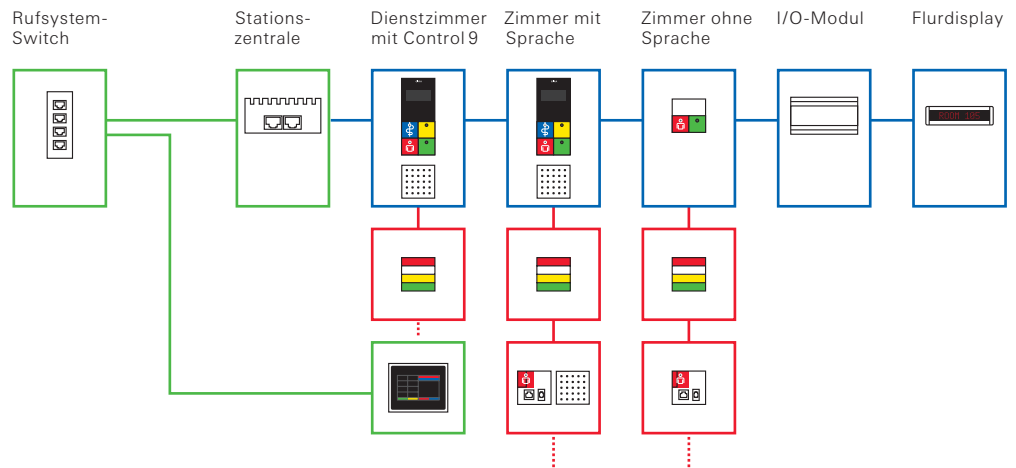 Rufsystem-
Switch
Stations-
zentrale
Dienstzimmer
mit Control 9
Zimmer mit
Sprache
Zimmer ohne
Sprache
I/O-Modul
Flurdisplay
ROOM 105